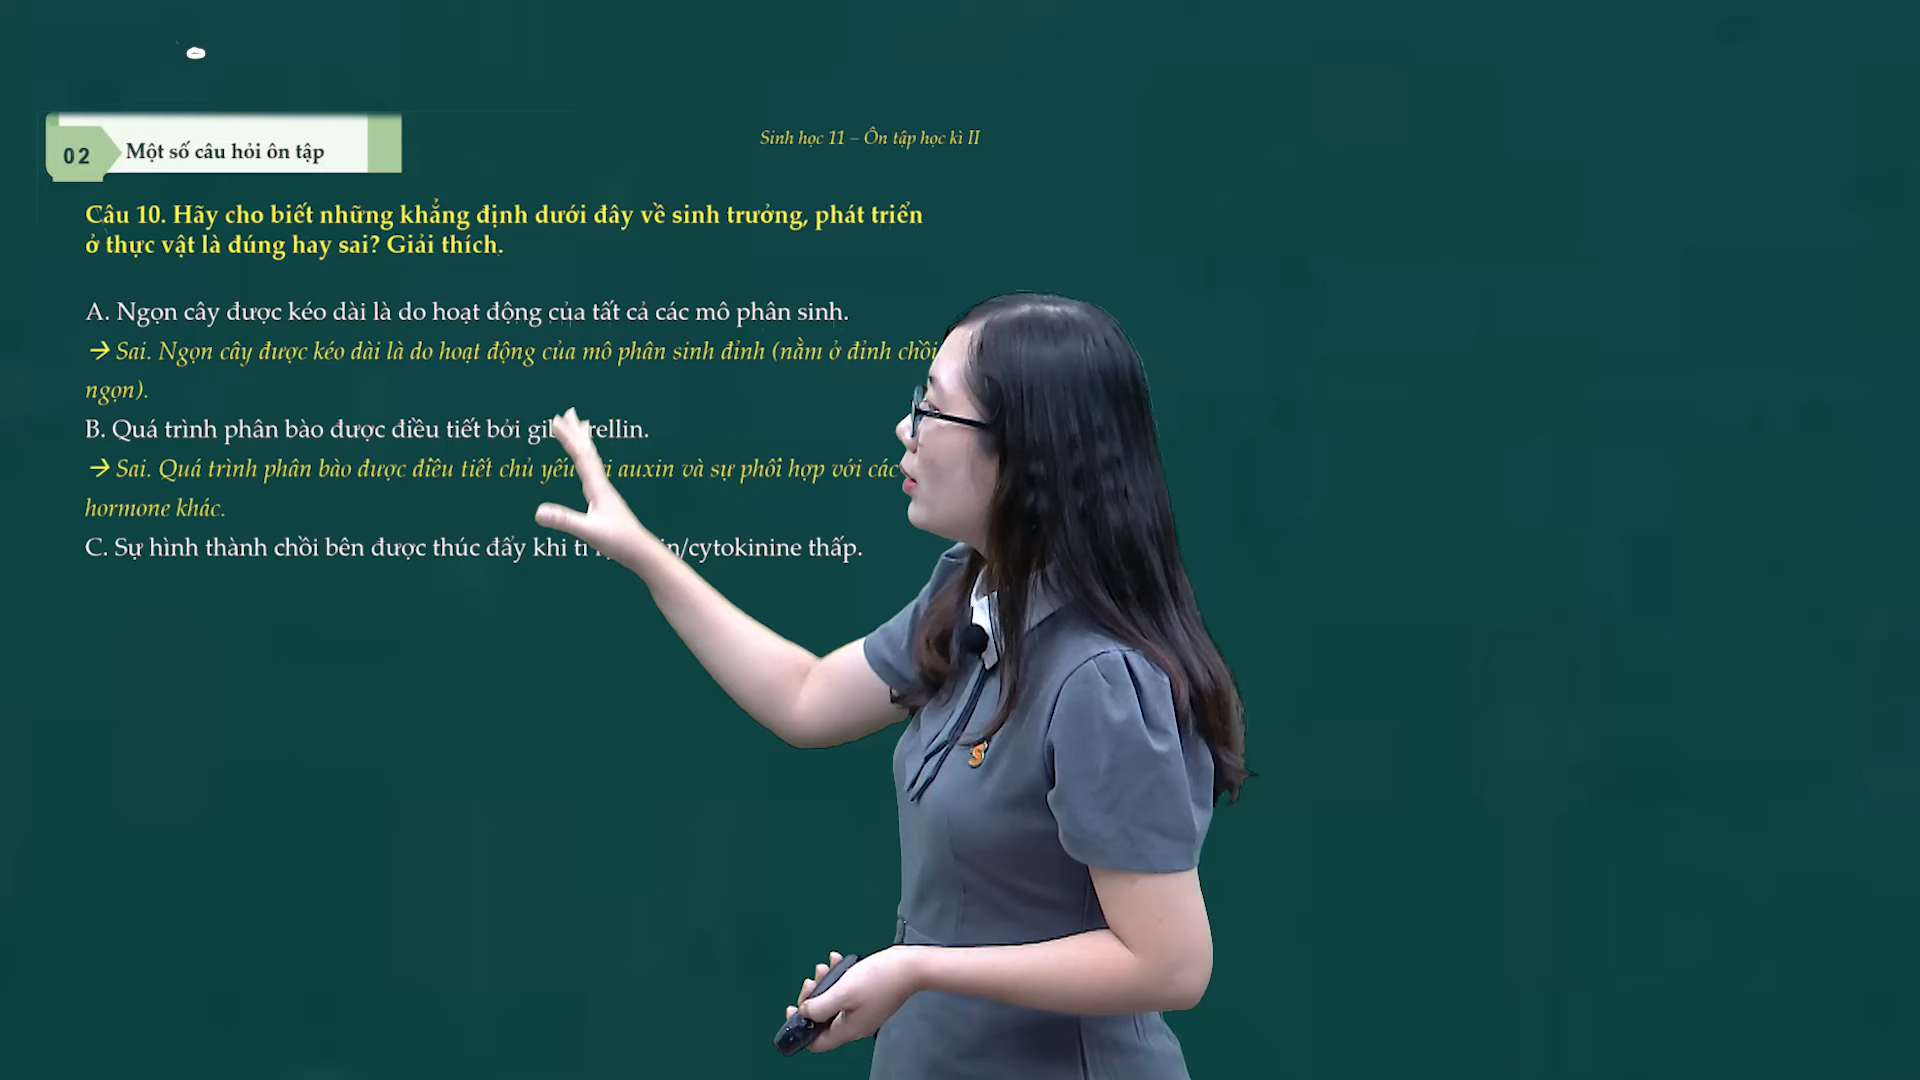 02
Một số câu hỏi ôn tập
Sinh học 11 – Ôn tập học kì II
Câu 10. Hãy cho biết những khẳng định dưới đây về sinh trưởng, phát triển
ở thực vật là đúng hay sai? Giải thích.
A. Ngọn cây được kéo dài là do hoạt động của tất cả các mô phân sinh.
→ Sai. Ngọn cây được kéo dài là do hoạt động của mô phân sinh đỉnh (nằm ở đỉnh chồi
ngọn).
B. Quá trình phân bào được điều tiết bởi
→ Sai. Quá trình phân bào được điều tiết chủ yếu auxin và sự phối hợp với các
hormone khác.
C. Sự hình thành chồi bên được thúc đẩy khi /cytokinine thấp.